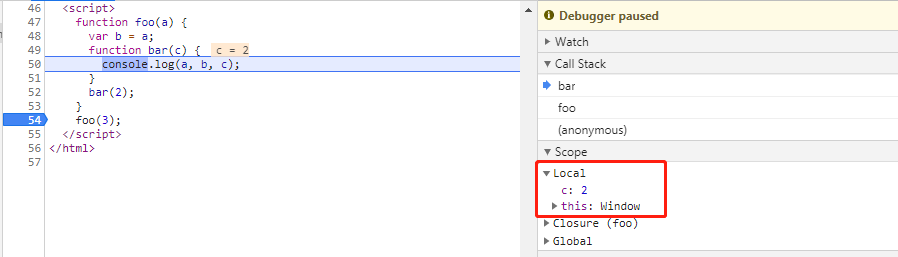 46 <script>
47 function foo(a) {
48 var b = a;
49 function bar(c) { c = 2
50 console.log(a, b, c);
51 }
52 bar(2);
53 }
54 foo(3);
55 </script>
56 </html>
57
Debugger paused
Watch
Call Stack
bar
foo
(anonymous)
Scope
Local
c: 2
this: Window
Closure (foo)
Global